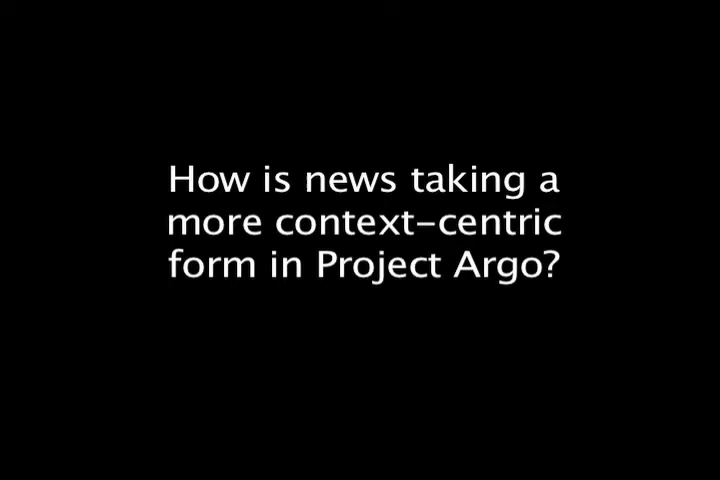 How is news taking a
more context-centric
form in Project Argo?